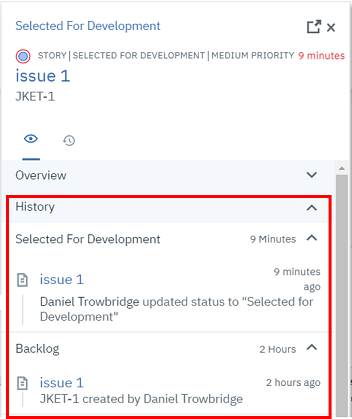 Selected For Development
STORY | SELECTED FOR DEVELOPMENT | MEDIUM PRIORITY 9 minutes
issue 1
JKET-1
Overview
History
Selected For Development 9 Minutes
issue 1 9 minutes
ago
Daniel Trowbridge updated status to "Selected for
Development"
Backlog 2 Hours
issue 1 2 hours ago
JKET-1 created by Daniel Trowbridge